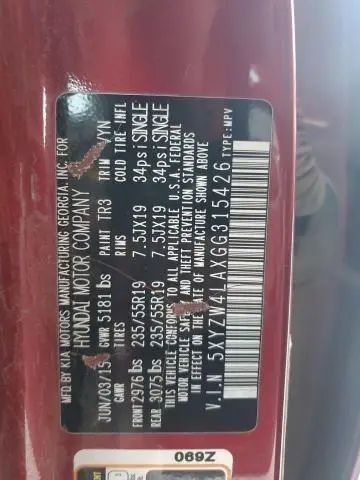 MFD BY KIA MOTORS MANUFACTURING GEORGIA, INC. FOR
HYUNDAI MOTOR COMPANY
JUN/03/15 GVWR 5181 lbs PAINT TR3 TRIM /YN
GAWR TIRES RIMS COLD TIRE INFL
FRONT 2976 lbs 235/55R19 7.5JX19 34psi SINGLE
REAR 3075 lbs 235/55R19 7.5JX19 34psi SINGLE
THIS VEHICLE CONFORMS TO ALL APPLICABLE U.S.A. FEDERAL
MOTOR VEHICLE AND THEFT PREVENTION STANDARDS
IN EFFECT ON THE DATE OF MANUFACTURE SHOWN ABOVE.
V.I.N 5XYZW4LAXGG315426 TYPE:MPV
Z690